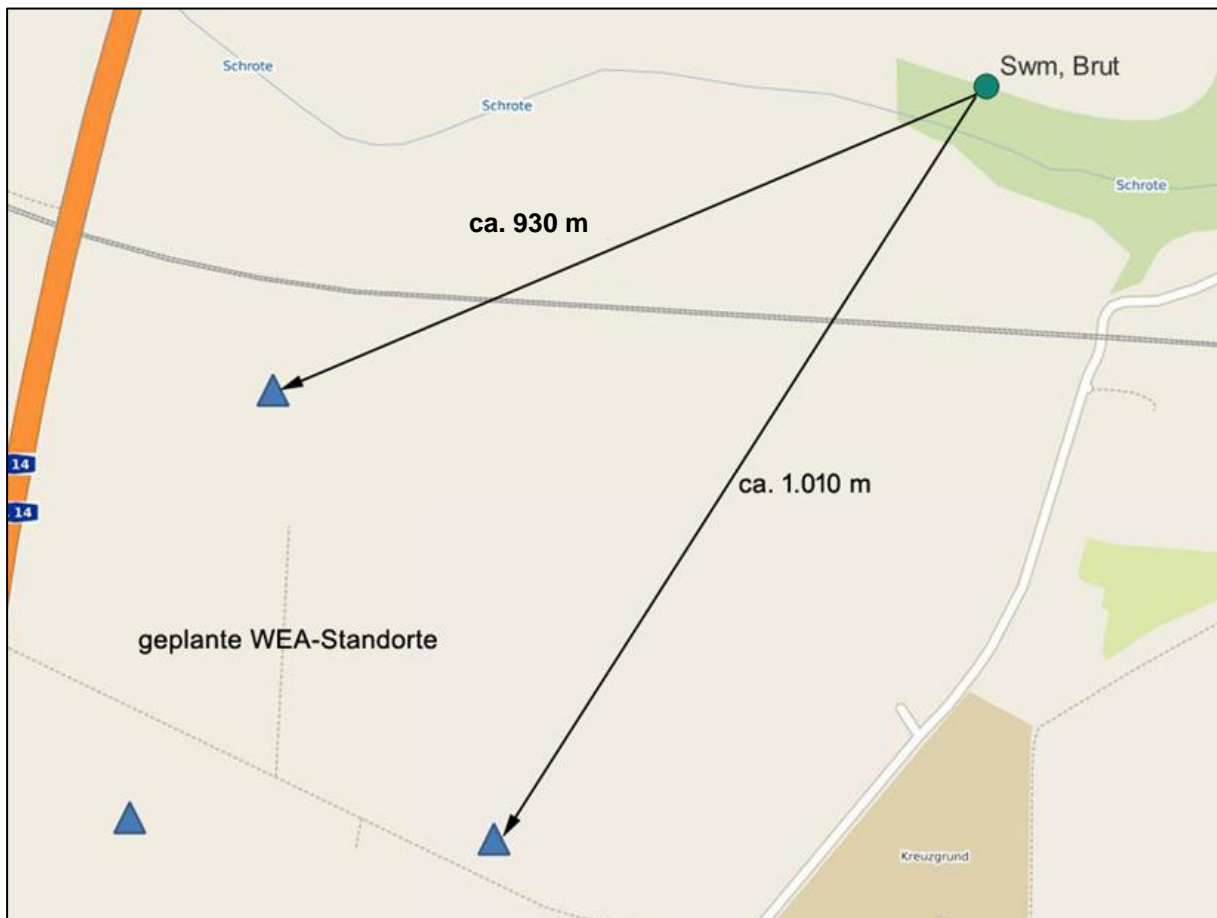 Swm, Brut
Schrote
Schrote
Schrote
ca. 930 m
14
ca. 1.010 m
. 14
geplante WEA-Standorte
Kreuzgrund